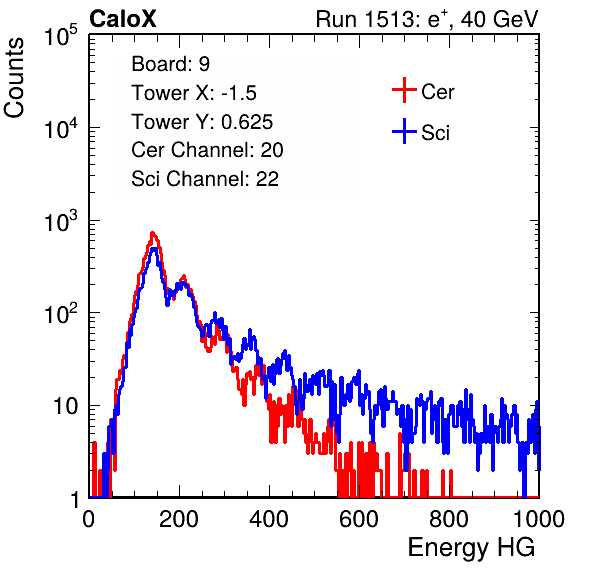 CaloX Run 1513: e⁺, 40 GeV
Counts
Board: 9
Tower X: -1.5
Tower Y: 0.625
Cer Channel: 20
Sci Channel: 22
Cer
Sci
10⁵
10⁴
10³
10²
10
1
0 200 400 600 800 1000
Energy HG